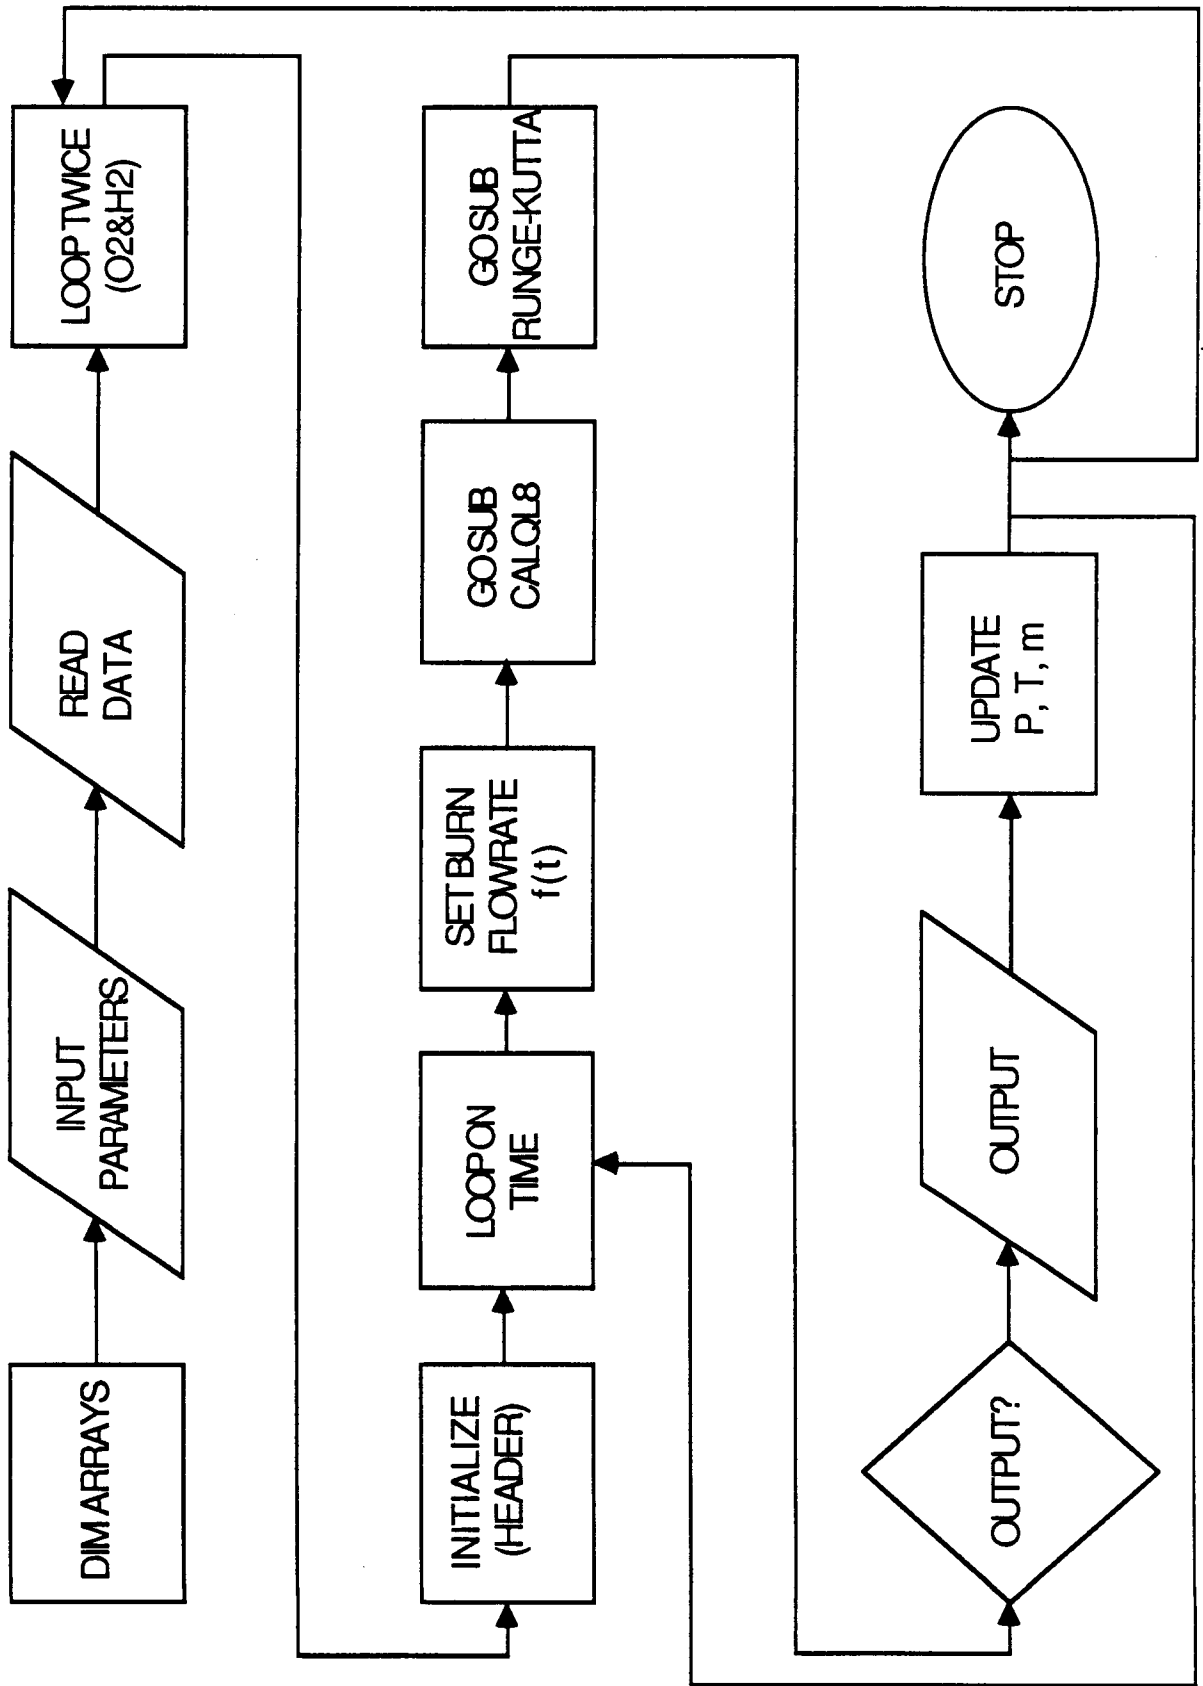 DIM ARRAYS
INPUT
PARAMETERS
READ
DATA
LOOP TWICE
(O2&H2)
INITIALIZE
(HEADER)
LOOP ON
TIME
SET BURN
FLOWRATE
f(t)
GOSUB
CALQL8
GOSUB
RUNGE-KUTTA
OUTPUT?
OUTPUT
UPDATE
P, T, m
STOP